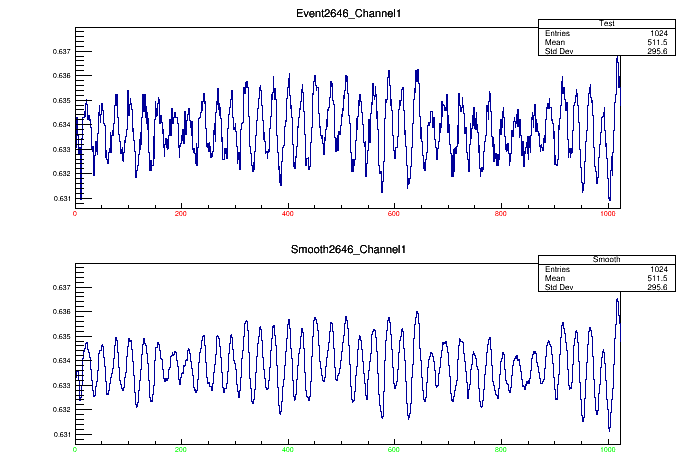 Event2646_Channel1
Test
Entries 1024
Mean 511.5
Std Dev 295.6
0.637
0.636
0.635
0.634
0.633
0.632
0.631
0 200 400 600 800 1000
Smooth2646_Channel1
Smooth
Entries 1024
Mean 511.5
Std Dev 295.6
0.637
0.636
0.635
0.634
0.633
0.632
0.631
0 200 400 600 800 1000